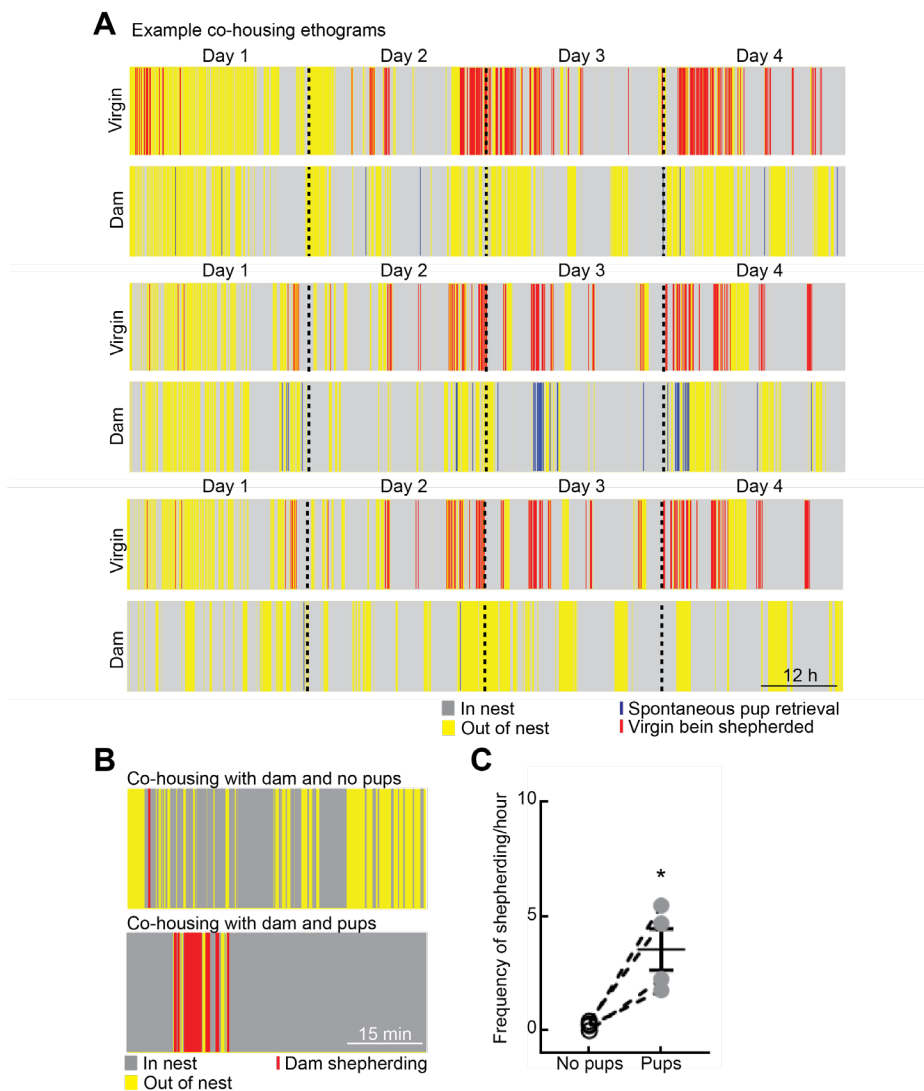 A Example co-housing ethograms
Day 1 Day 2 Day 3 Day 4
Virgin
Dam
Day 1 Day 2 Day 3 Day 4
Virgin
Dam
Day 1 Day 2 Day 3 Day 4
Virgin
Dam
12 h
In nest
Out of nest
Spontaneous pup retrieval
Virgin bein shepherded
B
Co-housing with dam and no pups
Co-housing with dam and pups
15 min
In nest
Out of nest
Dam shepherding
C
Frequency of shepherding/hour
10
5
0
*
No pups Pups